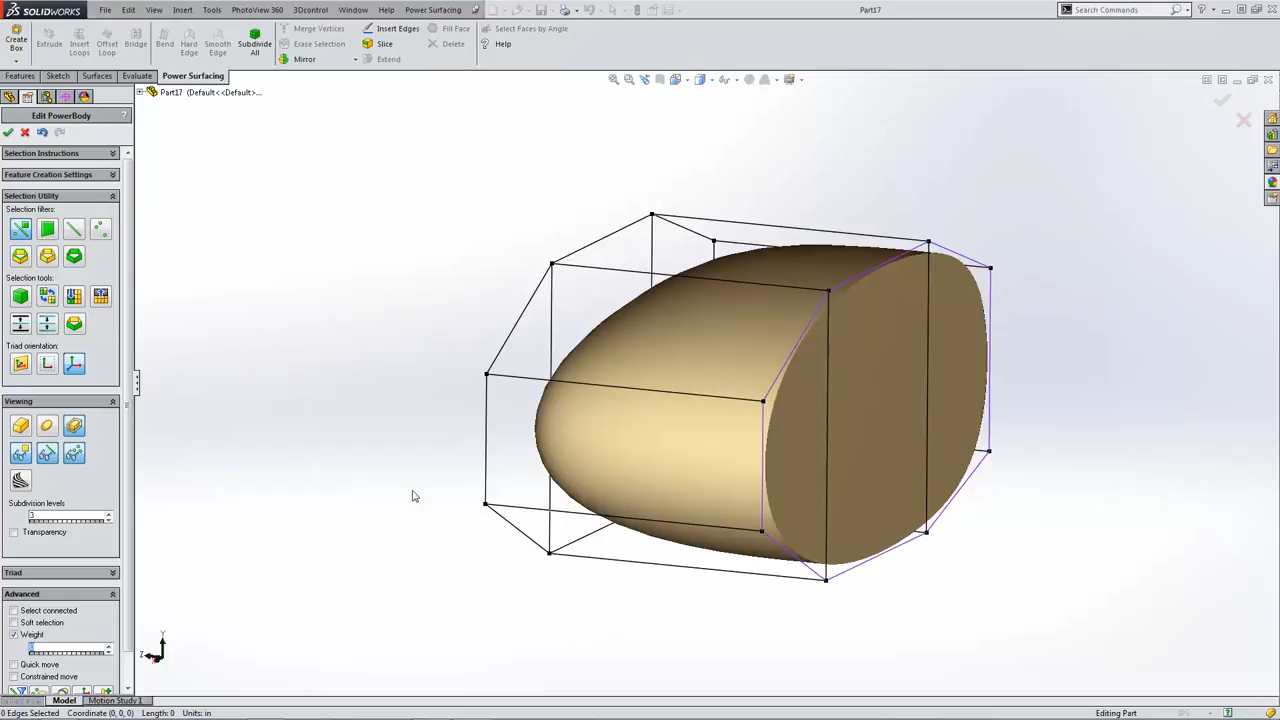 SOLIDWORKS File Edit View Insert Tools PhotoView 360 3Dcontrol Window Help Power Surfacing Part17 Search Commands
Create Box Extrude Insert Loops Offset Loop Bridge Bend Hard Edge Smooth Edge Subdivide All
Merge Vertices Insert Edges Fill Face Select Faces by Angle
Erase Selection Slice Delete Help
Mirror Extend
Features Sketch Surfaces Evaluate Power Surfacing
Part17 (Default<<Default>...
Edit PowerBody ?
Selection Instructions
Feature Creation Settings
Selection Utility
Selection filters:
Selection tools:
Triad orientation:
Viewing
Subdivision levels
3
Transparency
Triad
Advanced
Select connected
Soft selection
Weight
Quick move
Constrained move
Y
Z
Model Motion Study 1
0 Edges Selected Coordinate (0, 0, 0) Length: 0 Units: in Editing Part IPS